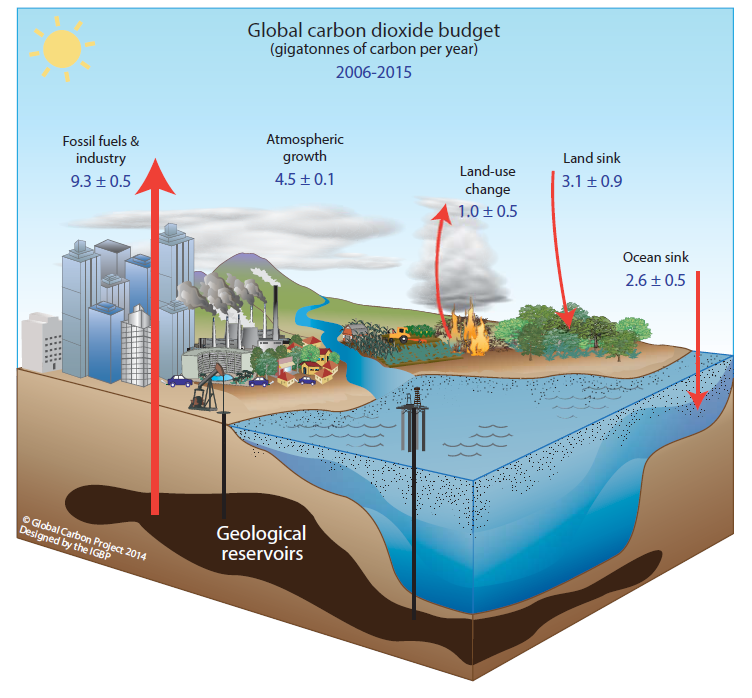 Global carbon dioxide budget
(gigatonnes of carbon per year)
2006-2015
Fossil fuels &
industry
9.3 ± 0.5
Atmospheric
growth
4.5 ± 0.1
Land-use
change
1.0 ± 0.5
Land sink
3.1 ± 0.9
Ocean sink
2.6 ± 0.5
Geological
reservoirs
© Global Carbon Project 2014
Designed by the IGBP